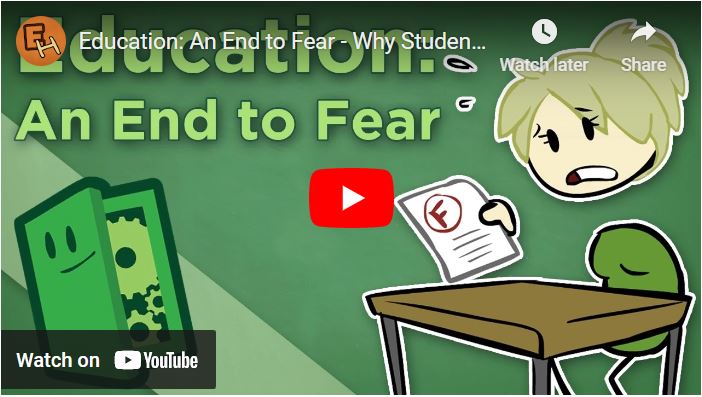 EH
Education: An End to Fear - Why Studen...
Watch later
Share
Education:
An End to Fear
F
Watch on YouTube